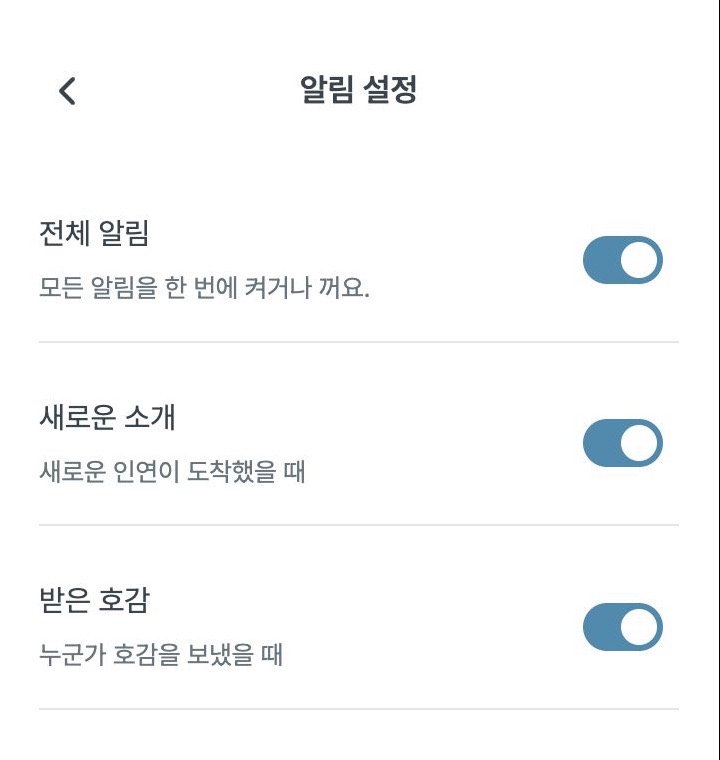 알림 설정
전체 알림
모든 알림을 한 번에 켜거나 꺼요.
새로운 소개
새로운 인연이 도착했을 때
받은 호감
누군가 호감을 보냈을 때